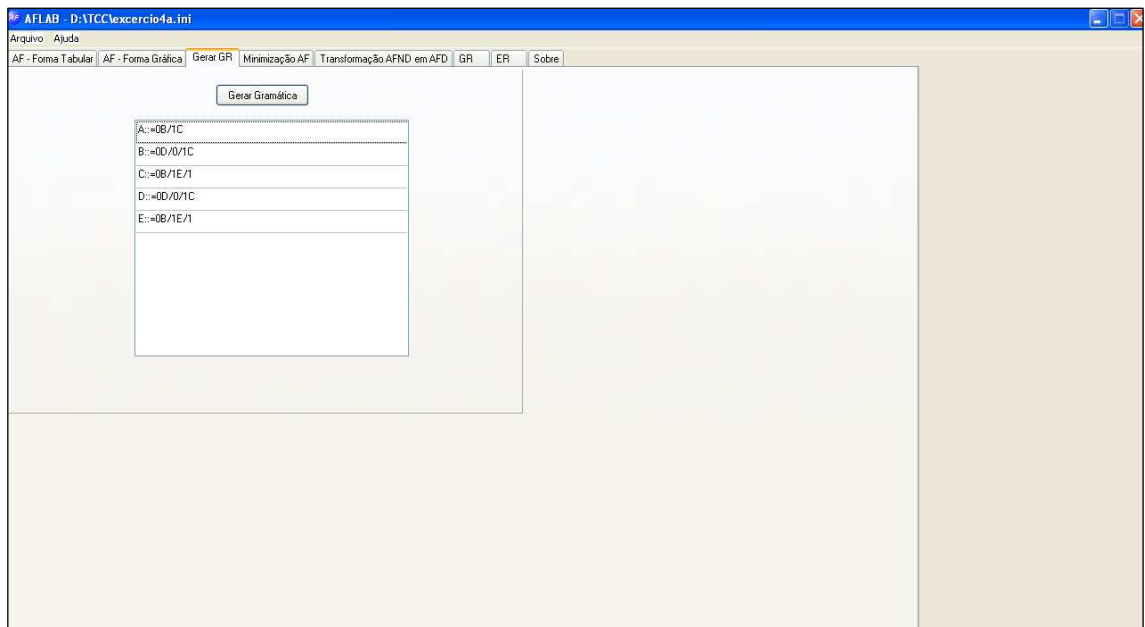 AFLAB - D:\TCC\excercio4a.ini
Arquivo Ajuda
AF - Forma Tabular AF - Forma Gráfica Gerar GR Minimização AF Transformação AFND em AFD GR ER Sobre
Gerar Gramática
A::=0B/1C
B::=0D/0/1C
C::=0B/1E/1
D::=0D/0/1C
E::=0B/1E/1